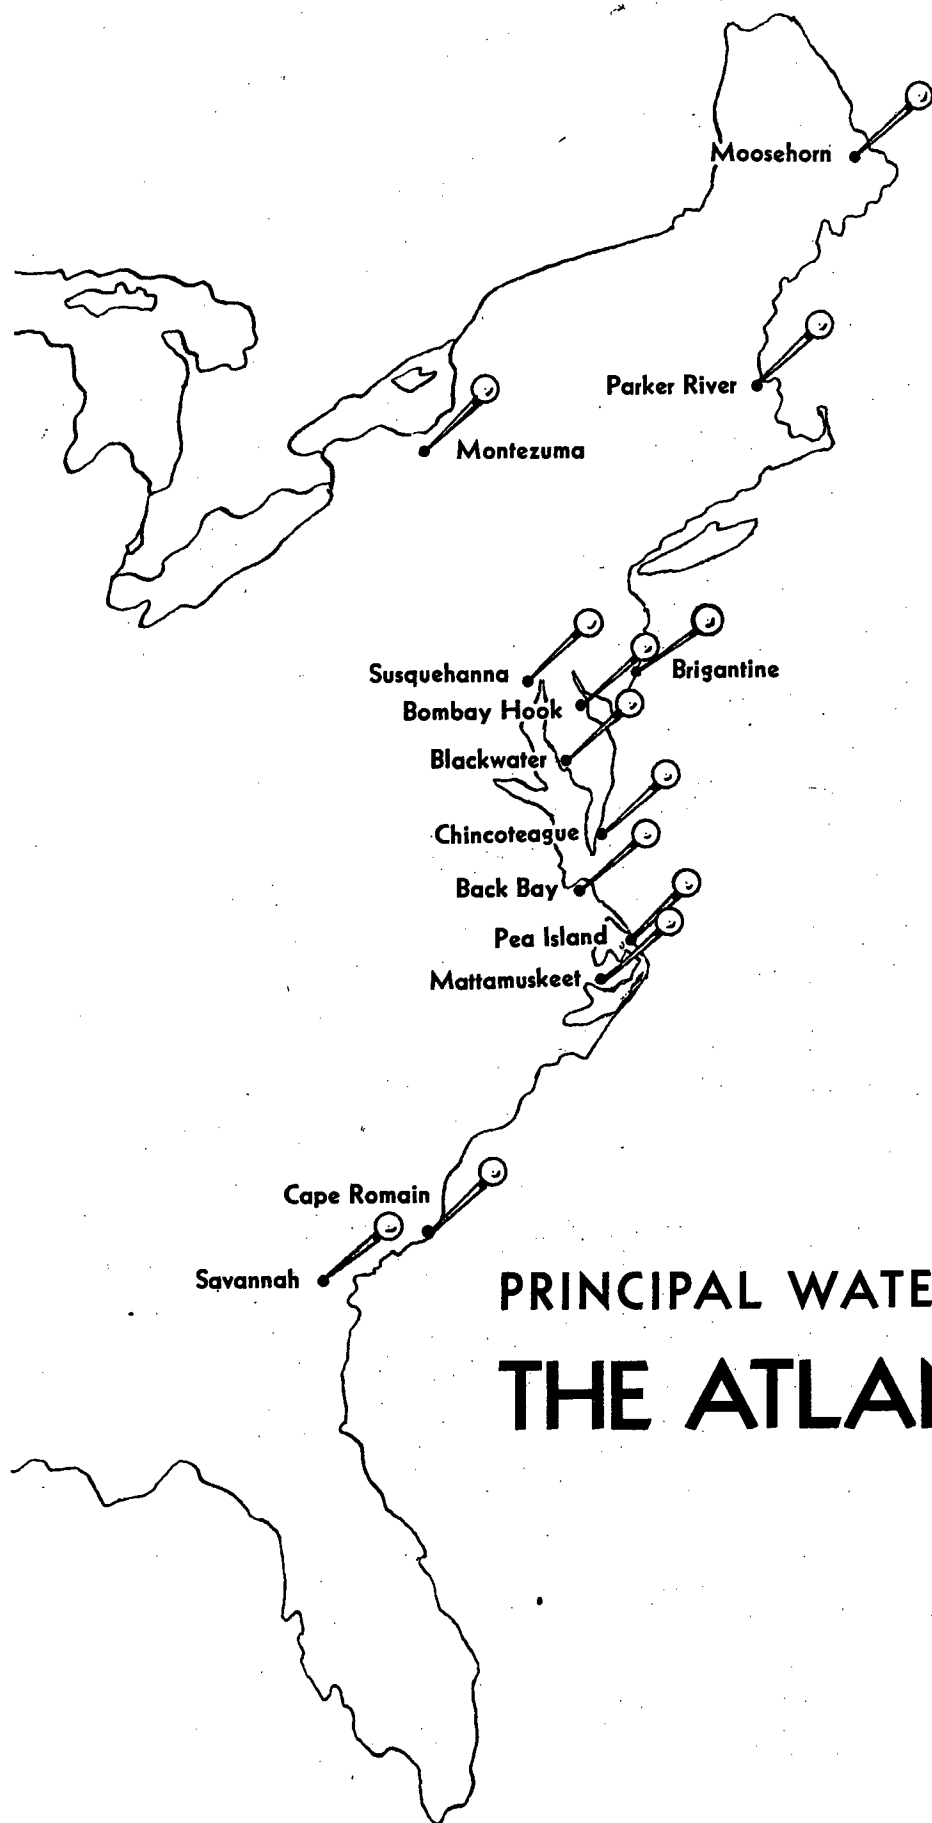 Moosehorn
Parker River
Montezuma
Susquehanna
Brigantine
Bombay Hook
Blackwater
Chincoteague
Back Bay
Pea Island
Mattamuskeet
Cape Romain
Savannah
PRINCIPAL WATE
THE ATLA